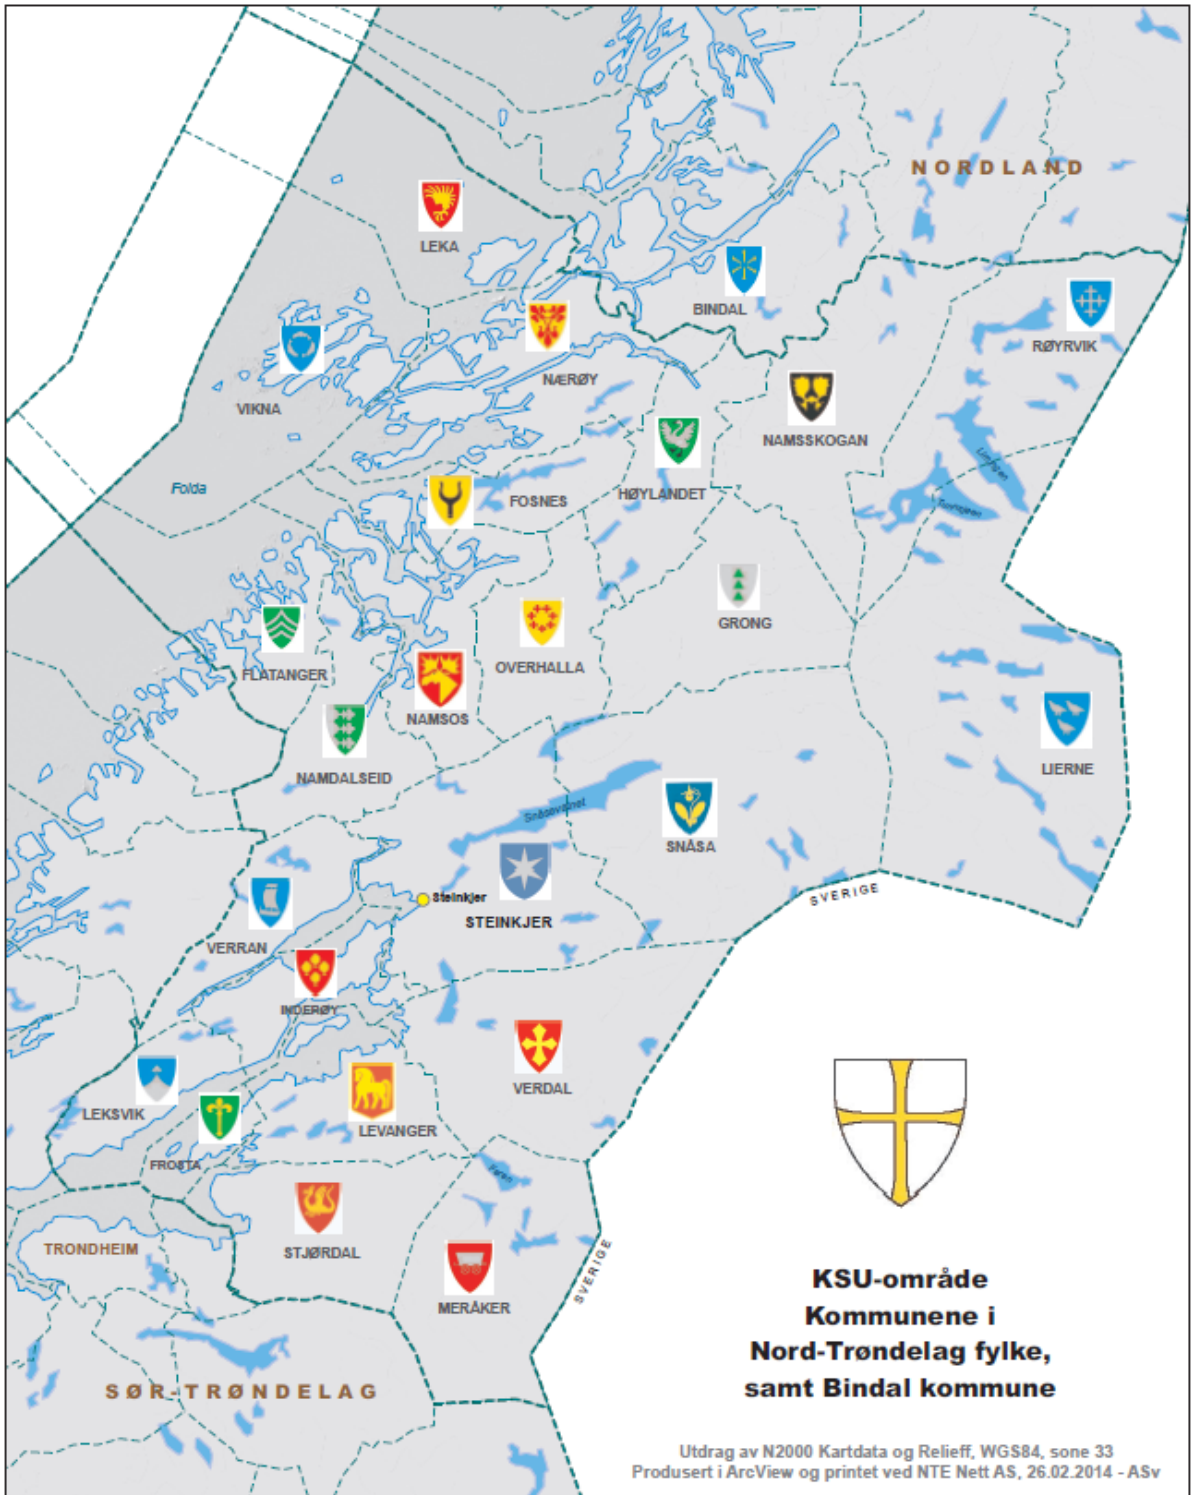 NORDLAND
LEKA
BINDAL
RØYRVIK
NÆRØY
VIKNA
NAMSSKOGAN
Limingen
Folda
FOSNES
HØYLANDET
Tunnsjøen
GRONG
OVERHALLA
FLATANGER
NAMSOS
NAMDALSEID
LIERNE
Snåsavatnet
SNÅSA
SVERIGE
Steinkjer
STEINKJER
VERRAN
INDERØY
VERDAL
LEKSVIK
LEVANGER
FROSTA
Feren
TRONDHEIM
STJØRDAL
SVERIGE
MERÅKER
SØR-TRØNDELAG
KSU-område
Kommunene i
Nord-Trøndelag fylke,
samt Bindal kommune
Utdrag av N2000 Kartdata og Relieff, WGS84, sone 33
Produsert i ArcView og printet ved NTE Nett AS, 26.02.2014 - ASv